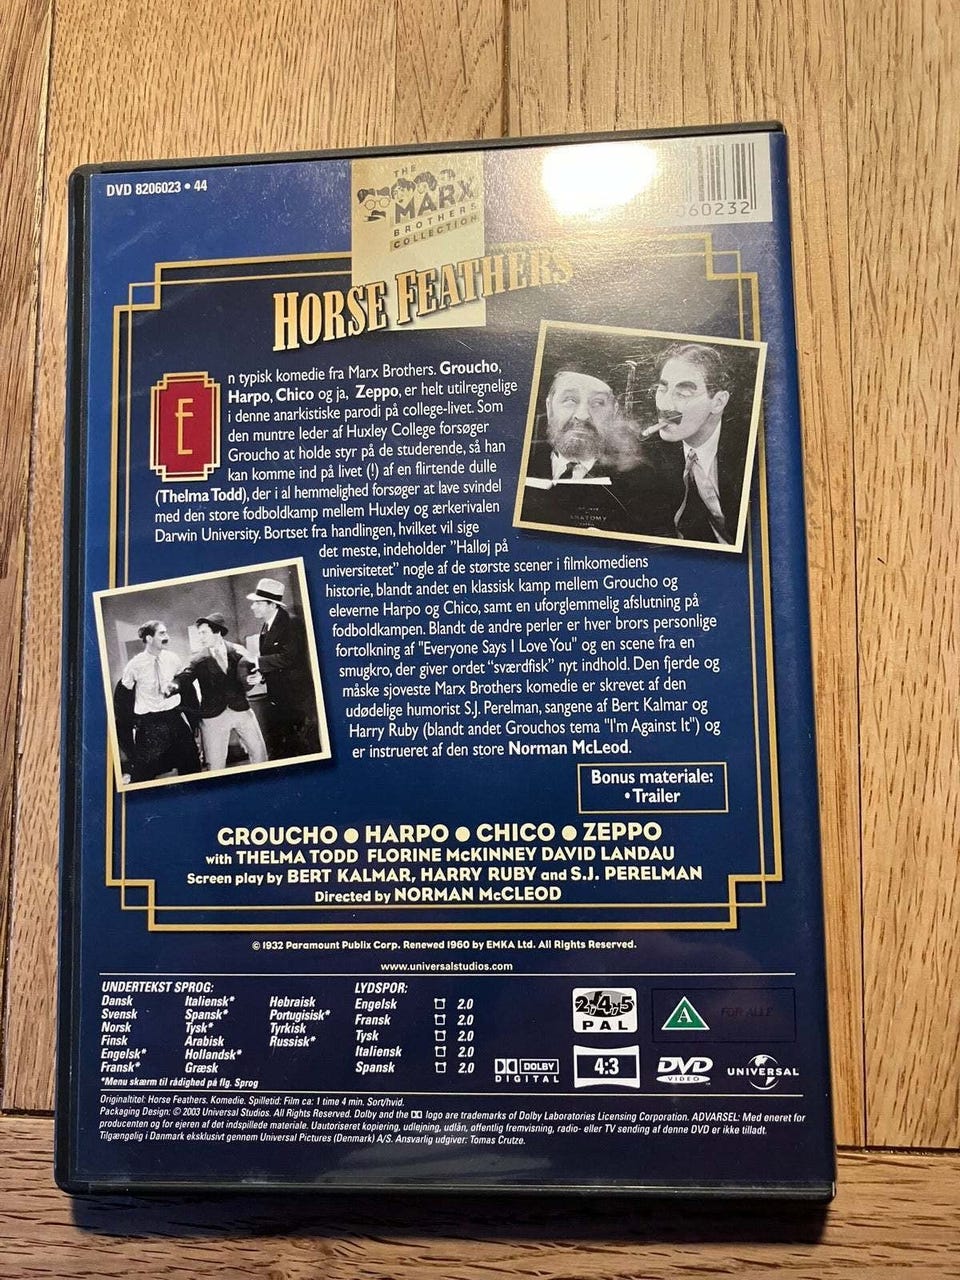 DVD 8206023 • 44
THE
MARX
BROTHERS
COLLECTION
060232
HORSE FEATHERS
En typisk komedie fra Marx Brothers. Groucho,
Harpo, Chico og ja, Zeppo, er helt utilregnelige
i denne anarkistiske parodi på college-livet. Som
den muntre leder af Huxley College forsøger
Groucho at holde styr på de studerende, så han
kan komme ind på livet (!) af en flirtende dulle
(Thelma Todd), der i al hemmelighed forsøger at lave svindel
med den store fodboldkamp mellem Huxley og ærkerivalen
Darwin University. Bortset fra handlingen, hvilket vil sige
det meste, indeholder "Halløj på
universitetet" nogle af de største scener i filmkomediens
historie, blandt andet en klassisk kamp mellem Groucho og
eleverne Harpo og Chico, samt en uforglemmelig afslutning på
fodboldkampen. Blandt de andre perler er hver brors personlige
fortolkning af "Everyone Says I Love You" og en scene fra en
smugkro, der giver ordet "sværdfisk" nyt indhold. Den fjerde og
måske sjoveste Marx Brothers komedie er skrevet af den
udødelige humorist S.J. Perelman, sangene af Bert Kalmar og
Harry Ruby (blandt andet Grouchos tema "I'm Against It") og
er instrueret af den store Norman McLeod.
ANATOMY
Bonus materiale:
• Trailer
GROUCHO ● HARPO ● CHICO ● ZEPPO
with THELMA TODD FLORINE McKINNEY DAVID LANDAU
Screen play by BERT KALMAR, HARRY RUBY and S.J. PERELMAN
Directed by NORMAN McCLEOD
© 1932 Paramount Publix Corp. Renewed 1960 by EMKA Ltd. All Rights Reserved.
www.universalstudios.com
UNDERTEKST SPROG:
Dansk Italiensk* Hebraisk
Svensk Spansk* Portugisisk*
Norsk Tysk* Tyrkisk
Finsk Arabisk Russisk*
Engelsk* Hollandsk*
Fransk* Græsk
*Menu skærm til rådighed på flg. Sprog
LYDSPOR:
Engelsk 2.0
Fransk 2.0
Tysk 2.0
Italiensk 2.0
Spansk 2.0
2,4,5
PAL
A FOR ALLE
DOLBY
DIGITAL
4:3
DVD
VIDEO
UNIVERSAL
Originaltitel: Horse Feathers. Komedie. Spilletid: Film ca: 1 time 4 min. Sort/hvid.
Packaging Design: © 2003 Universal Studios. All Rights Reserved. Dolby and the DD logo are trademarks of Dolby Laboratories Licensing Corporation. ADVARSEL: Med eneret for
producenten og for ejeren af det indspillede materiale. Uautoriseret kopiering, udlejning, udlån, offentlig fremvisning, radio- eller TV sending af denne DVD er ikke tilladt.
Tilgængelig i Danmark eksklusivt gennem Universal Pictures (Denmark) A/S. Ansvarlig udgiver: Tomas Crutze.